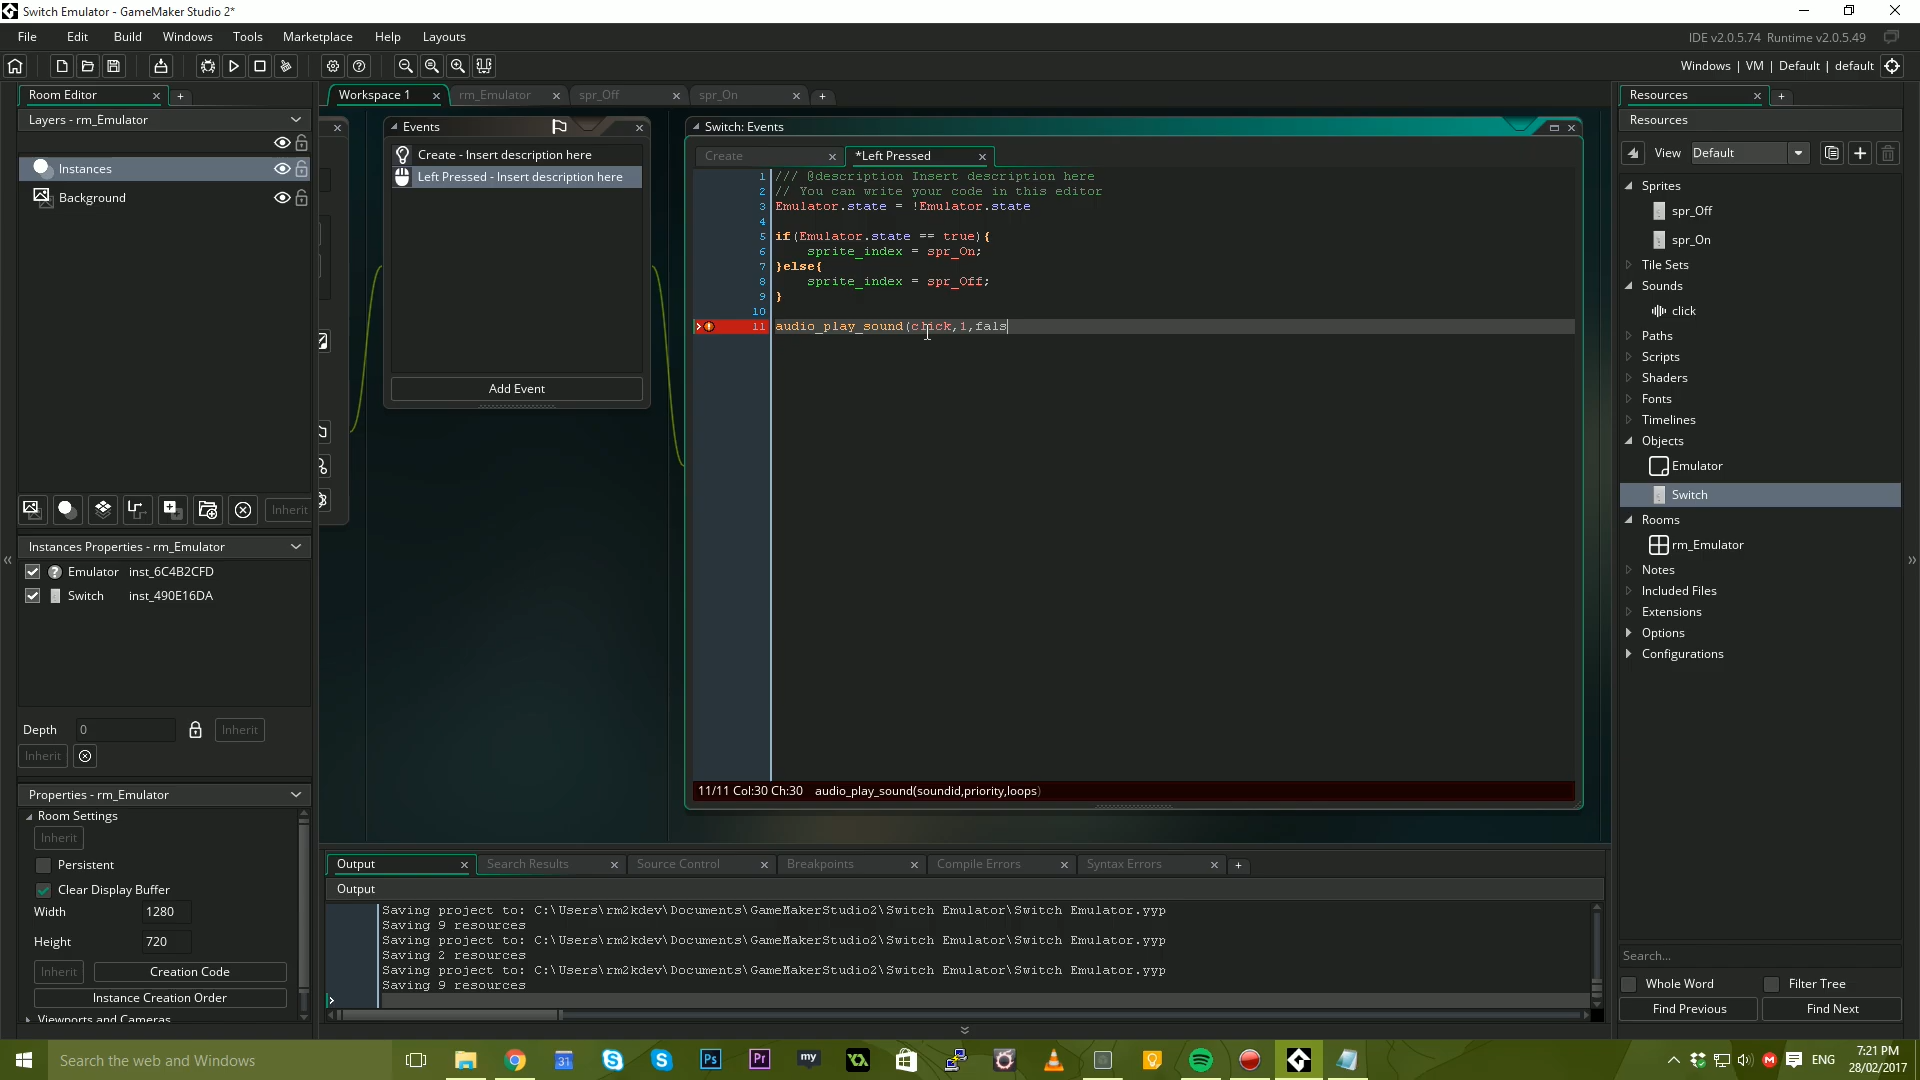 Switch Emulator - GameMaker Studio 2*
File Edit Build Windows Tools Marketplace Help Layouts
IDE v2.0.5.74 Runtime v2.0.5.49
Windows | VM | Default | default
Room Editor
Layers - rm_Emulator
Instances
Background
Inherit
Instances Properties - rm_Emulator
Emulator inst_6C4B2CFD
Switch inst_490E16DA
Depth 0 Inherit
Inherit
Properties - rm_Emulator
Room Settings
Inherit
Persistent
Clear Display Buffer
Width 1280
Height 720
Inherit Creation Code
Instance Creation Order
Viewports and Cameras
Workspace 1 rm_Emulator spr_Off spr_On
Events
Create - Insert description here
Left Pressed - Insert description here
Add Event
Switch: Events
Create *Left Pressed
1 /// @description Insert description here
2 // You can write your code in this editor
3 Emulator.state = !Emulator.state
4
5 if(Emulator.state == true){
6 sprite_index = spr_On;
7 }else{
8 sprite_index = spr_Off;
9 }
10
11 audio_play_sound(click,1,fals
11/11 Col:30 Ch:30 audio_play_sound(soundid,priority,loops)
Output Search Results Source Control Breakpoints Compile Errors Syntax Errors
Output
Saving project to: C:\Users\rm2kdev\Documents\GameMakerStudio2\Switch Emulator\Switch Emulator.yyp
Saving 9 resources
Saving project to: C:\Users\rm2kdev\Documents\GameMakerStudio2\Switch Emulator\Switch Emulator.yyp
Saving 2 resources
Saving project to: C:\Users\rm2kdev\Documents\GameMakerStudio2\Switch Emulator\Switch Emulator.yyp
Saving 9 resources
Resources
Resources
View Default
Sprites
spr_Off
spr_On
Tile Sets
Sounds
click
Paths
Scripts
Shaders
Fonts
Timelines
Objects
Emulator
Switch
Rooms
rm_Emulator
Notes
Included Files
Extensions
Options
Configurations
Search...
Whole Word Filter Tree
Find Previous Find Next
Search the web and Windows
31
Ps
Pr
my
ENG
7:21 PM
28/02/2017